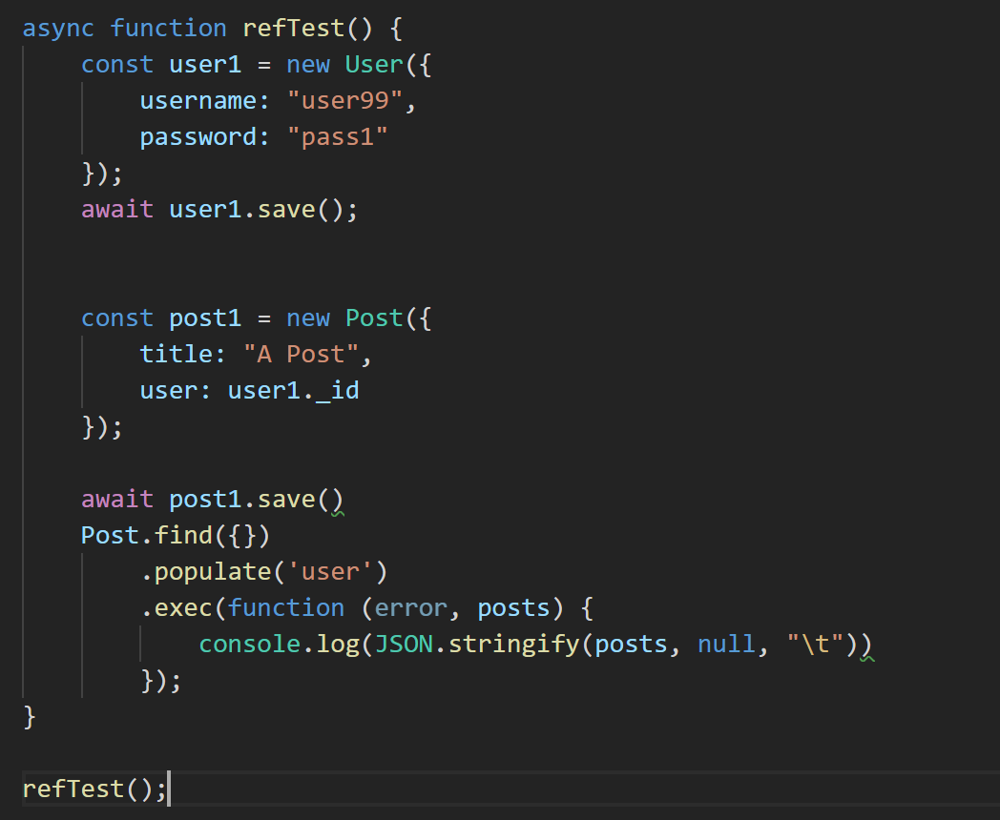 async function refTest() {
    const user1 = new User({
        username: "user99",
        password: "pass1"
    });
    await user1.save();
    const post1 = new Post({
        title: "A Post",
        user: user1._id
    });
    await post1.save()
    Post.find({})
        .populate('user')
        .exec(function (error, posts) {
            console.log(JSON.stringify(posts, null, "\t"))
        });
}
refTest();